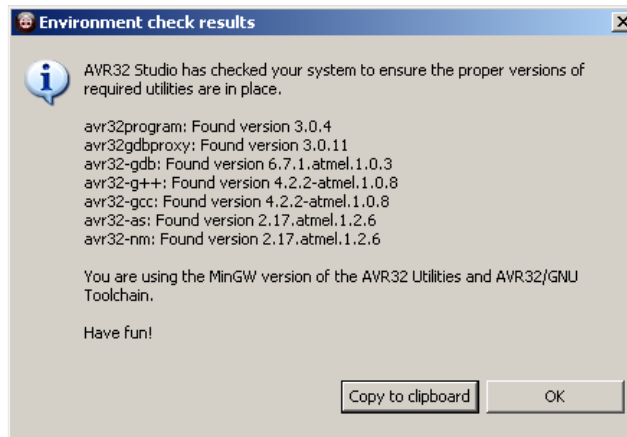 Environment check results
AVR32 Studio has checked your system to ensure the proper versions of
required utilities are in place.
avr32program: Found version 3.0.4
avr32gdbproxy: Found version 3.0.11
avr32-gdb: Found version 6.7.1.atmel.1.0.3
avr32-g++: Found version 4.2.2-atmel.1.0.8
avr32-gcc: Found version 4.2.2-atmel.1.0.8
avr32-as: Found version 2.17.atmel.1.2.6
avr32-nm: Found version 2.17.atmel.1.2.6
You are using the MinGW version of the AVR32 Utilities and AVR32/GNU
Toolchain.
Have fun!
Copy to clipboard
OK